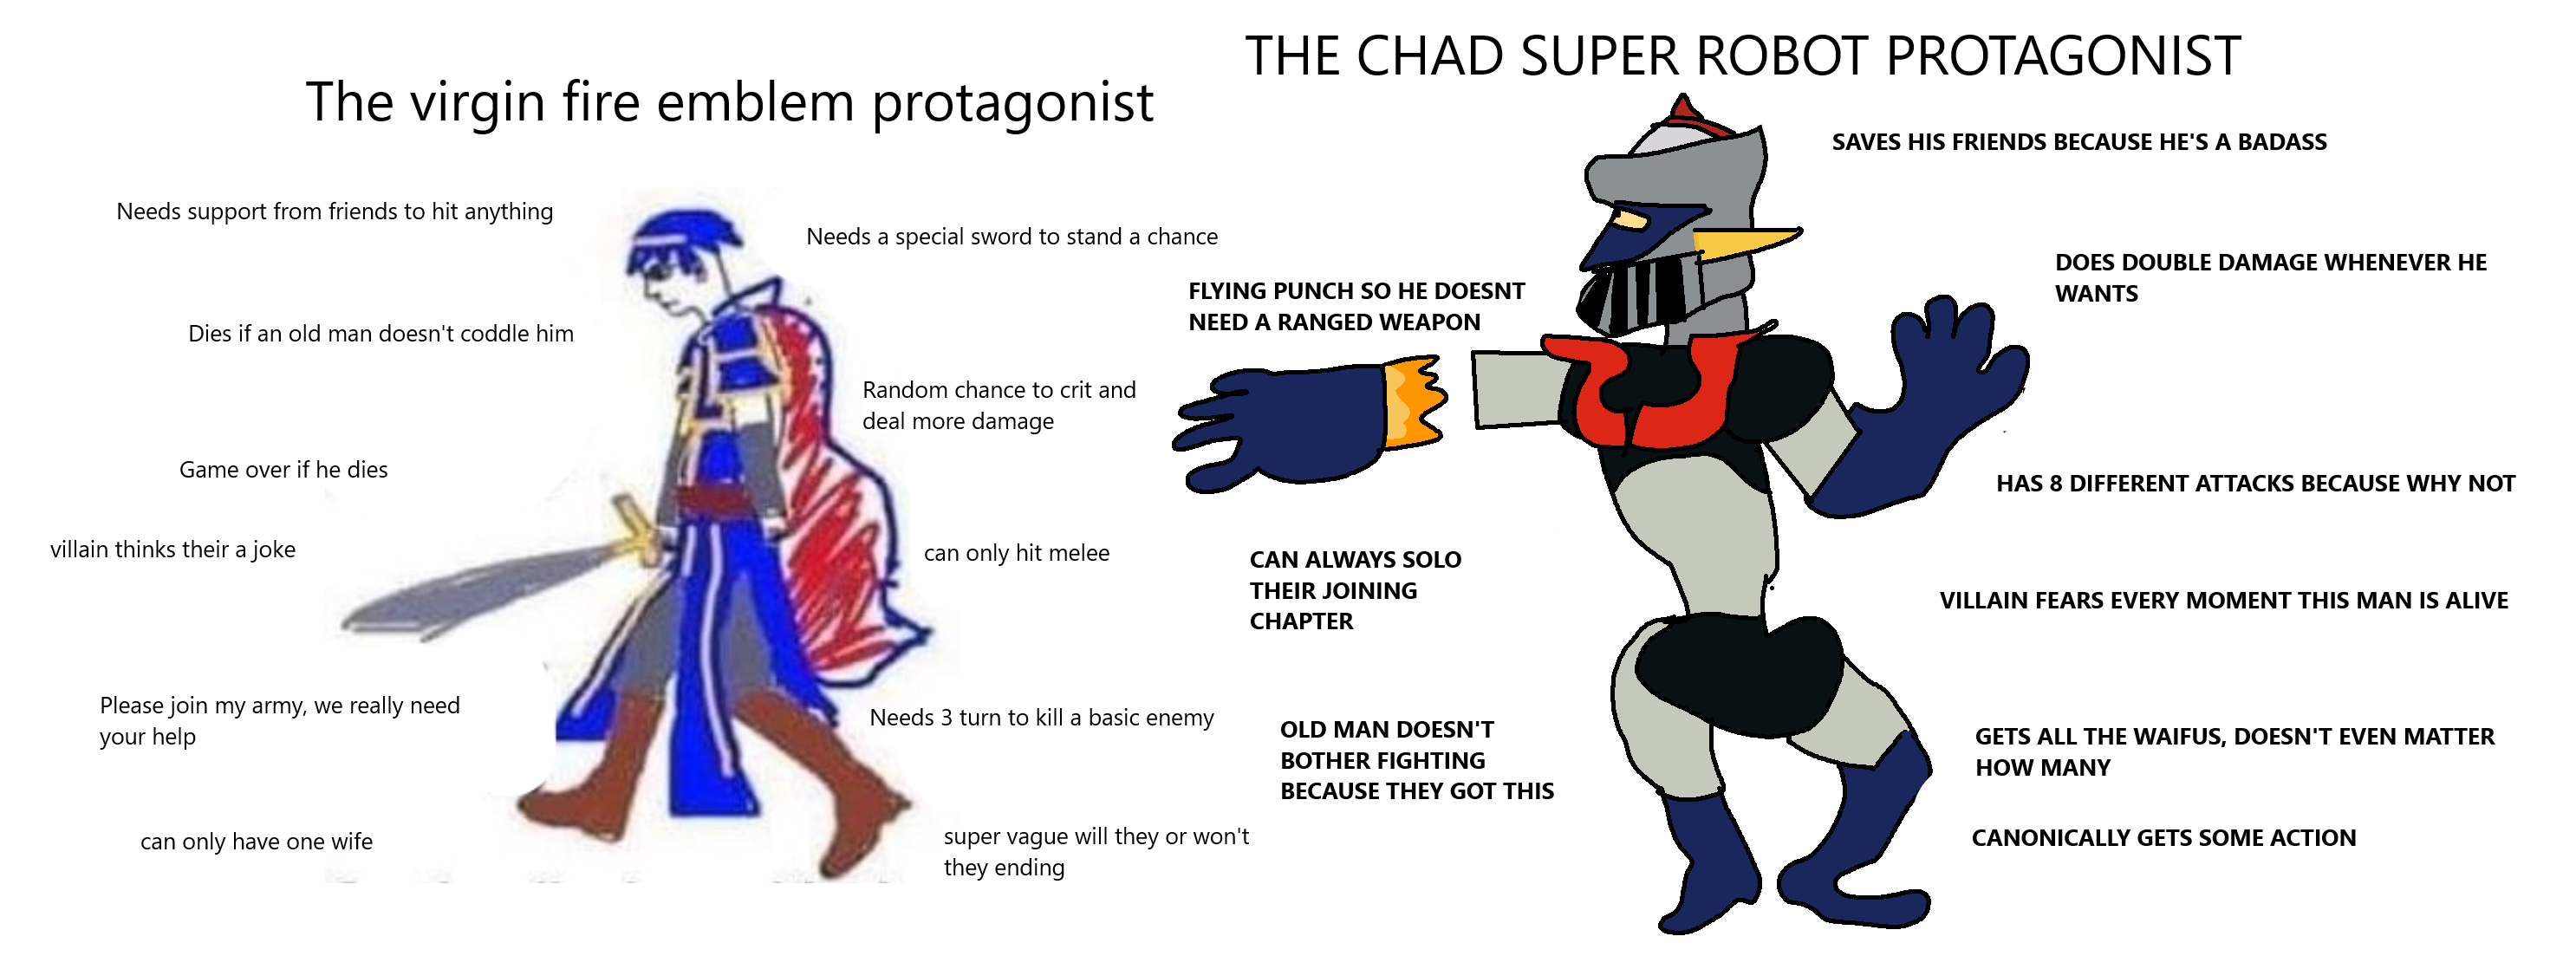 The virgin fire emblem protagonist
Needs support from friends to hit anything
Needs a special sword to stand a chance
Dies if an old man doesn't coddle him
Random chance to crit and
deal more damage
Game over if he dies
villain thinks their a joke
can only hit melee
Please join my army, we really need
your help
Needs 3 turn to kill a basic enemy
can only have one wife
super vague will they or won't
they ending
THE CHAD SUPER ROBOT PROTAGONIST
SAVES HIS FRIENDS BECAUSE HE'S A BADASS
DOES DOUBLE DAMAGE WHENEVER HE
WANTS
FLYING PUNCH SO HE DOESNT
NEED A RANGED WEAPON
HAS 8 DIFFERENT ATTACKS BECAUSE WHY NOT
CAN ALWAYS SOLO
THEIR JOINING
CHAPTER
VILLAIN FEARS EVERY MOMENT THIS MAN IS ALIVE
OLD MAN DOESN'T
BOTHER FIGHTING
BECAUSE THEY GOT THIS
GETS ALL THE WAIFUS, DOESN'T EVEN MATTER
HOW MANY
CANONICALLY GETS SOME ACTION